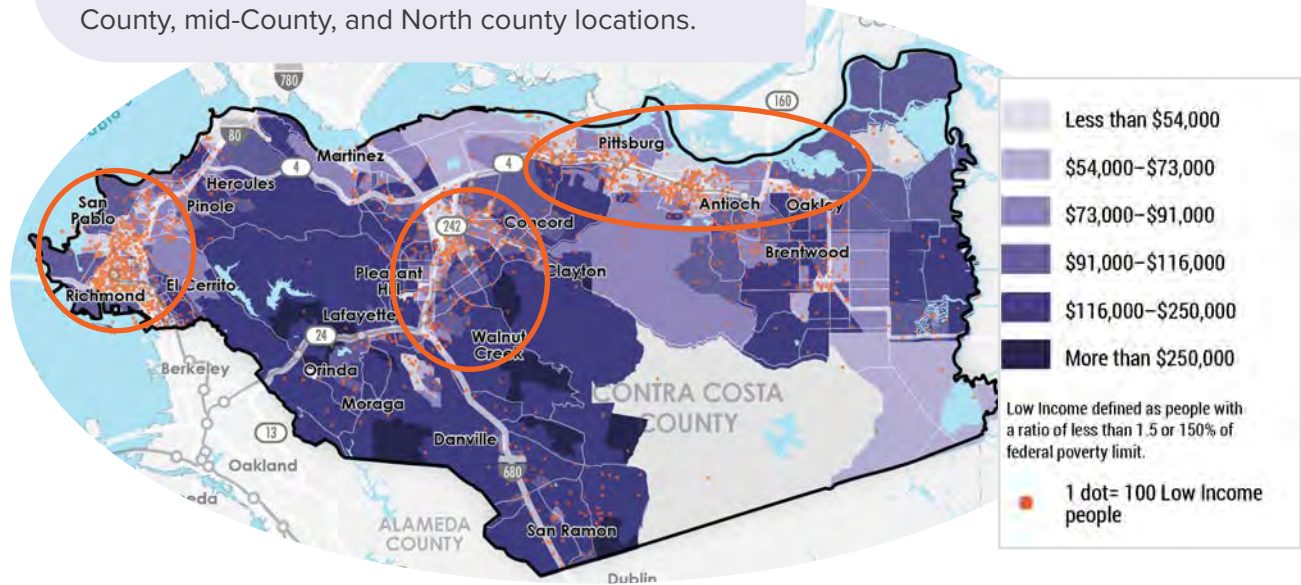 County, mid-County, and North county locations.
780
160
80
Pittsburg
Martinez
4
4
Hercules
San
Pablo
Pinole
Antioch
Oakley
Concord
242
Brentwood
Pleasant
Hill
Clayton
El Cerrito
Richmond
Lafayette
24
Walnut
Creek
Berkeley
Orinda
CONTRA COSTA
COUNTY
Moraga
13
Danville
Oakland
680
ALAMEDA
COUNTY
San Ramon
Dublin
Less than $54,000
$54,000–$73,000
$73,000–$91,000
$91,000–$116,000
$116,000–$250,000
More than $250,000
Low Income defined as people with
a ratio of less than 1.5 or 150% of
federal poverty limit.
1 dot= 100 Low Income
people